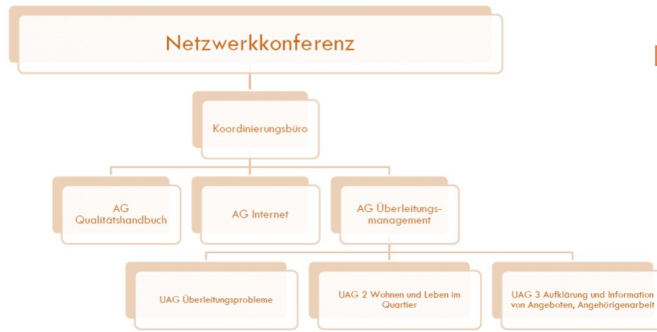 Netzwerkkonferenz
Koordinierungsbüro
AG
Qualitätshandbuch
AG Internet
AG Überleitungs-
management
UAG Überleitungsprobleme
UAG 2 Wohnen und Leben im
Quartier
UAG 3 Aufklärung und Information
von Angeboten, Angehörigenarbeit